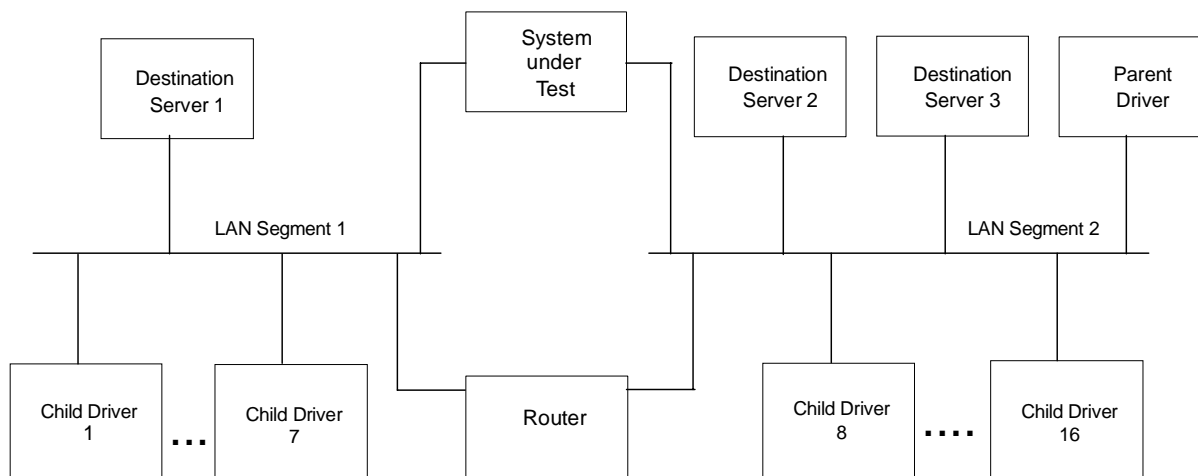 System
under
Test
Destination
Server 1
Destination
Server 2
Destination
Server 3
Parent
Driver
LAN Segment 1
LAN Segment 2
Child Driver
1
...
Child Driver
7
Router
Child Driver
8
....
Child Driver
16